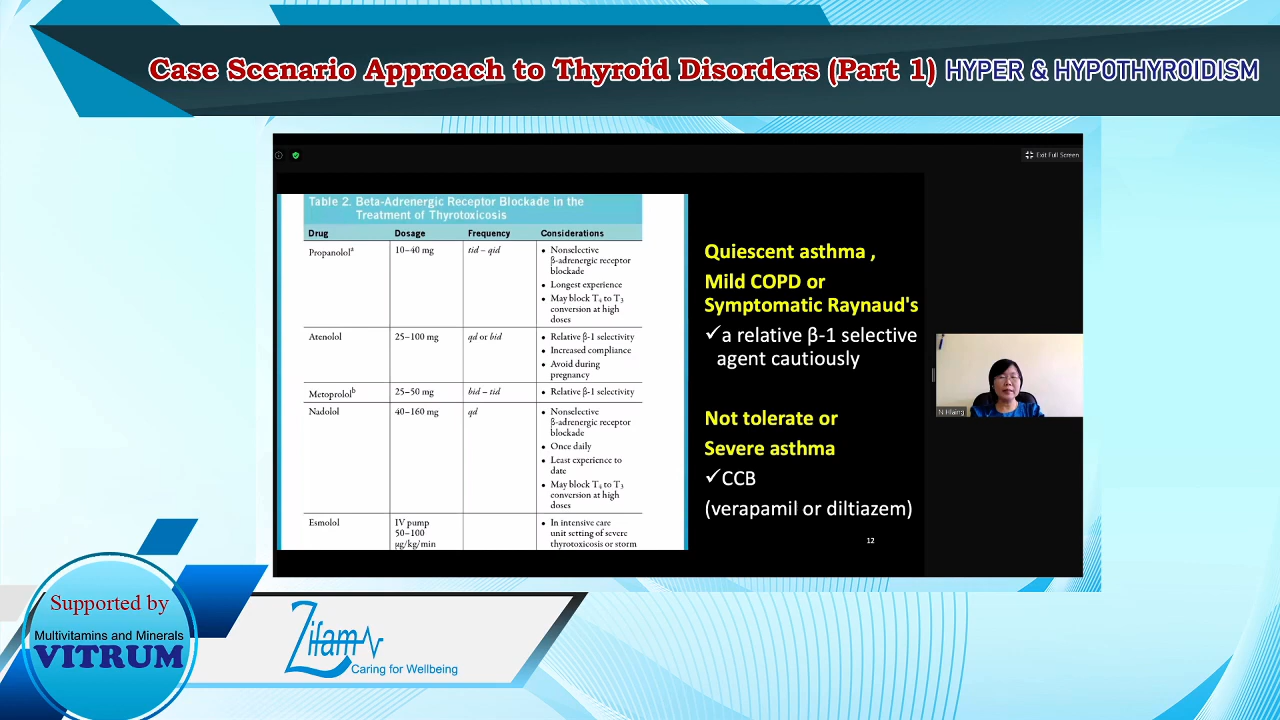 Case Scenario Approach to Thyroid Disorders (Part 1) HYPER & HYPOTHYROIDISM
Exit Full Screen
Table 2. Beta-Adrenergic Receptor Blockade in the
Treatment of Thyrotoxicosis
Drug Dosage Frequency Considerations
Propanololᵃ 10–40 mg tid – qid • Nonselective
β-adrenergic receptor
blockade
• Longest experience
• May block T₄ to T₃
conversion at high
doses
Atenolol 25–100 mg qd or bid • Relative β-1 selectivity
• Increased compliance
• Avoid during
pregnancy
Metoprololᵇ 25–50 mg bid – tid • Relative β-1 selectivity
Nadolol 40–160 mg qd • Nonselective
β-adrenergic receptor
blockade
• Once daily
• Least experience to
date
• May block T₄ to T₃
conversion at high
doses
Esmolol IV pump • In intensive care
50–100 unit setting of severe
μg/kg/min thyrotoxicosis or storm
Quiescent asthma ,
Mild COPD or
Symptomatic Raynaud's
✓a relative β-1 selective
agent cautiously
Not tolerate or
Severe asthma
✓CCB
(verapamil or diltiazem)
12
N Hlaing
Supported by
Multivitamins and Minerals
VITRUM
Zifam
Caring for Wellbeing